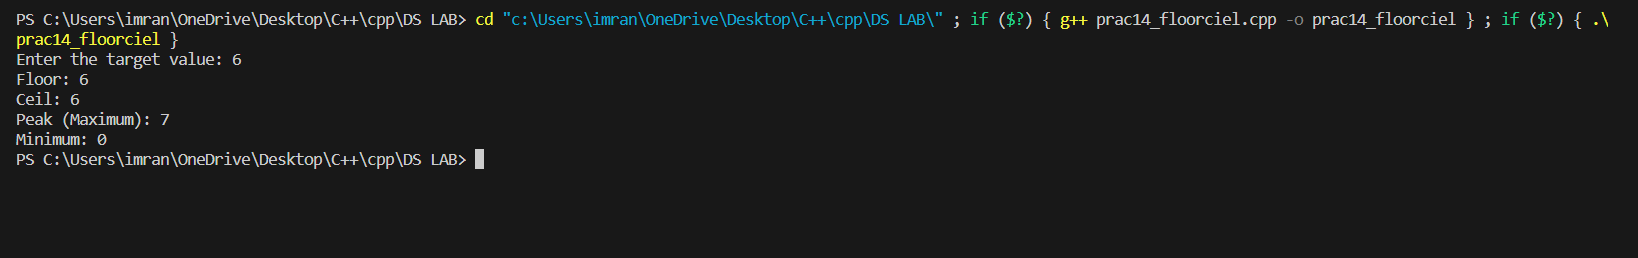 PS C:\Users\imran\OneDrive\Desktop\C++\cpp\DS LAB> cd "c:\Users\imran\OneDrive\Desktop\C++\cpp\DS LAB\" ; if ($?) { g++ prac14_floorciel.cpp -o prac14_floorciel } ; if ($?) { .\
prac14_floorciel }
Enter the target value: 6
Floor: 6
Ceil: 6
Peak (Maximum): 7
Minimum: 0
PS C:\Users\imran\OneDrive\Desktop\C++\cpp\DS LAB>